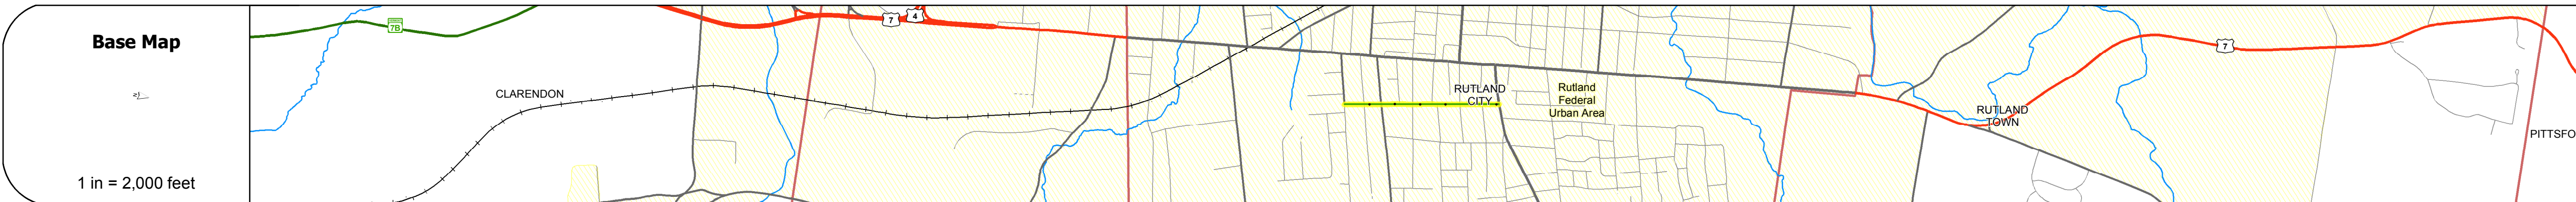 Base Map
N
1 in = 2,000 feet
7B
CLARENDON
7
4
RUTLAND
CITY
Rutland
Federal
Urban Area
RUTLAND
TOWN
7
PITTSFO